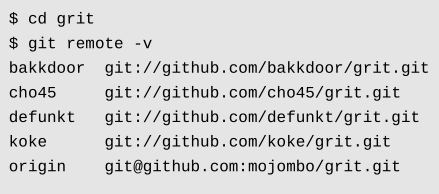 $ cd grit
$ git remote -v
bakkdoor  git://github.com/bakkdoor/grit.git
cho45     git://github.com/cho45/grit.git
defunkt   git://github.com/defunkt/grit.git
koke      git://github.com/koke/grit.git
origin    git@github.com:mojombo/grit.git